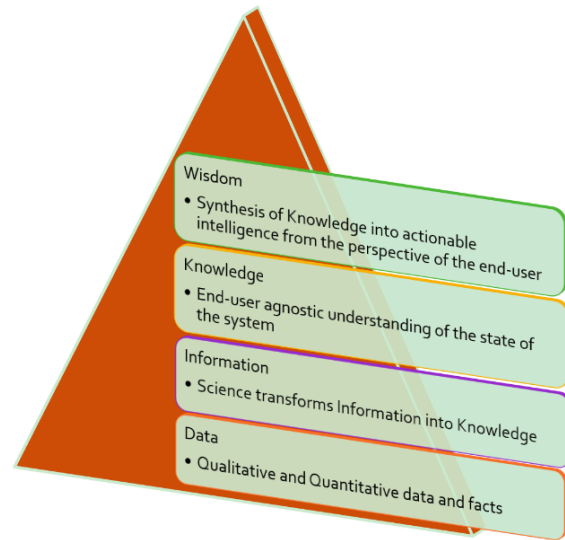 Wisdom
• Synthesis of Knowledge into actionable
intelligence from the perspective of the end-user
Knowledge
• End-user agnostic understanding of the state of
the system
Information
• Science transforms Information into Knowledge
Data
• Qualitative and Quantitative data and facts